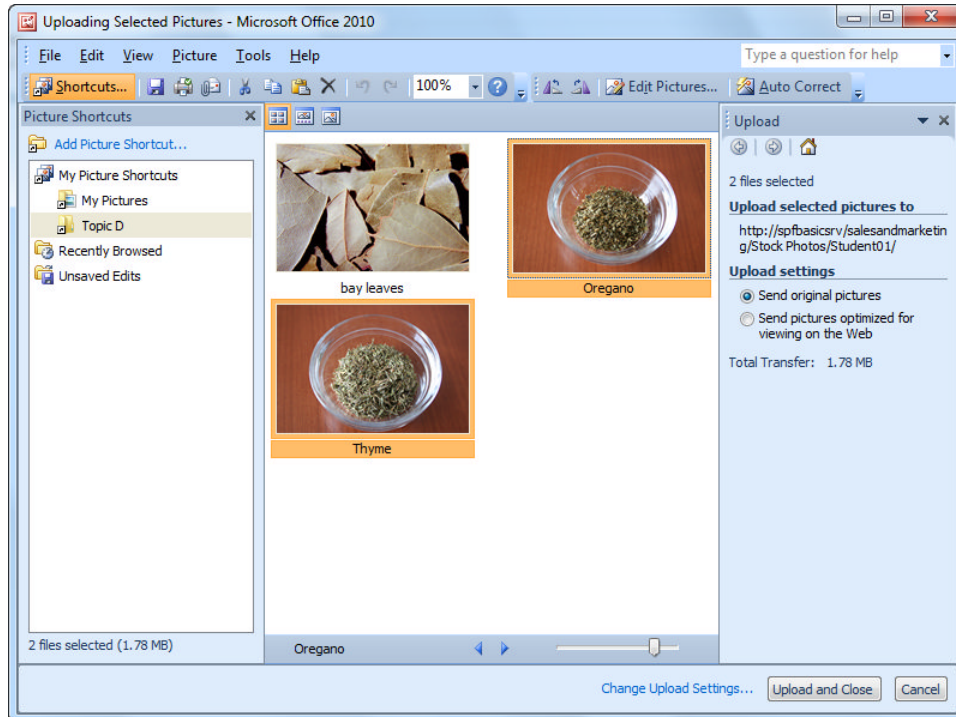 Uploading Selected Pictures - Microsoft Office 2010
File Edit View Picture Tools Help
Type a question for help
Shortcuts...
100%
Edit Pictures...
Auto Correct
Picture Shortcuts
Add Picture Shortcut...
My Picture Shortcuts
My Pictures
Topic D
Recently Browsed
Unsaved Edits
2 files selected (1.78 MB)
bay leaves
Oregano
Thyme
Oregano
Upload
2 files selected
Upload selected pictures to
http://spfbasicsrv/salesandmarketin
g/Stock Photos/Student01/
Upload settings
Send original pictures
Send pictures optimized for
viewing on the Web
Total Transfer: 1.78 MB
Change Upload Settings...
Upload and Close
Cancel